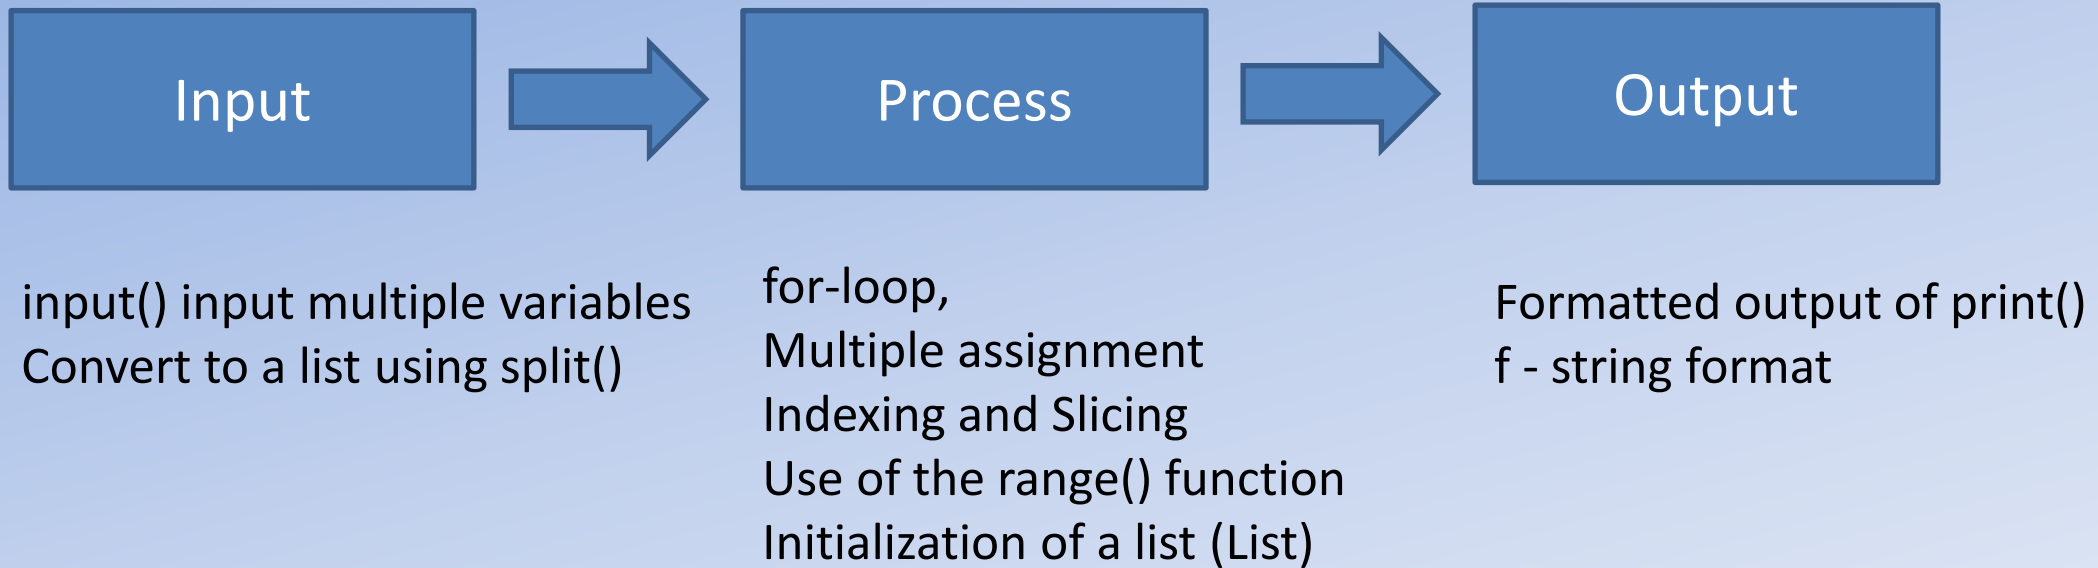 Input
Process
Output
input() input multiple variables
Convert to a list using split()
for-loop,
Multiple assignment
Indexing and Slicing
Use of the range() function
Initialization of a list (List)
Formatted output of print()
f - string format